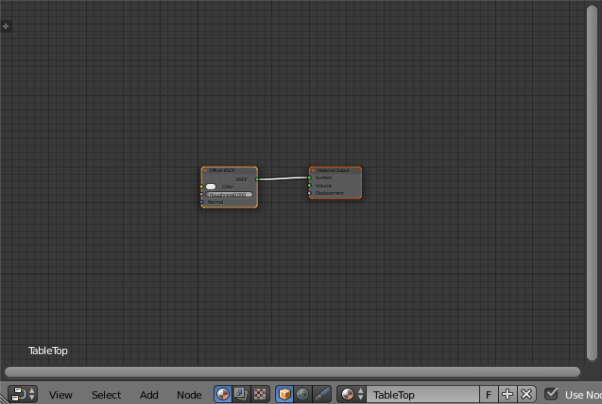 Diffuse BSDF
BSDF
Color
Roughness:0.000
Normal
Material Output
Surface
Volume
Displacement
TableTop
View Select Add Node TableTop F Use Noc